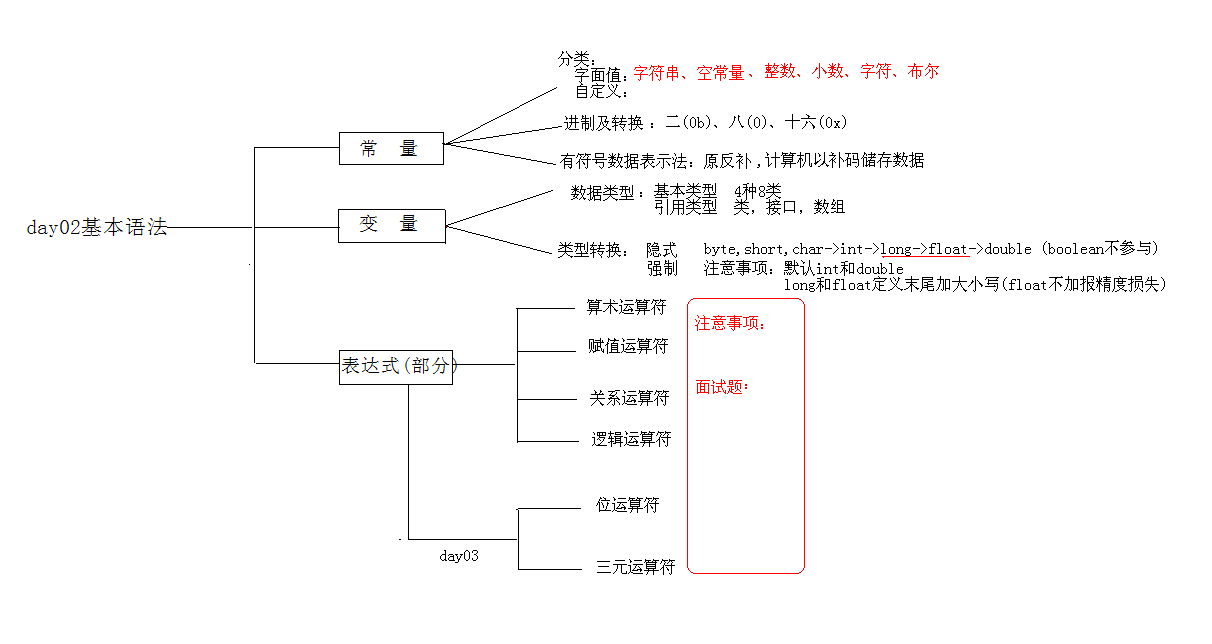 分类:
字面值: 字符串、空常量、整数、小数、字符、布尔
自定义:
进制及转换 : 二(0b)、八(0)、十六(0x)
常 量
有符号数据表示法: 原反补 ,计算机以补码储存数据
数据类型 : 基本类型 4种8类
引用类型 类, 接口, 数组
变 量
day02基本语法
类型转换: 隐式 byte,short,char->int->long->float->double (boolean不参与)
强制 注意事项: 默认int和double
long和float定义末尾加大小写(float不加报精度损失)
算术运算符
注意事项:
赋值运算符
表达式(部分)
面试题:
关系运算符
逻辑运算符
位运算符
day03
三元运算符